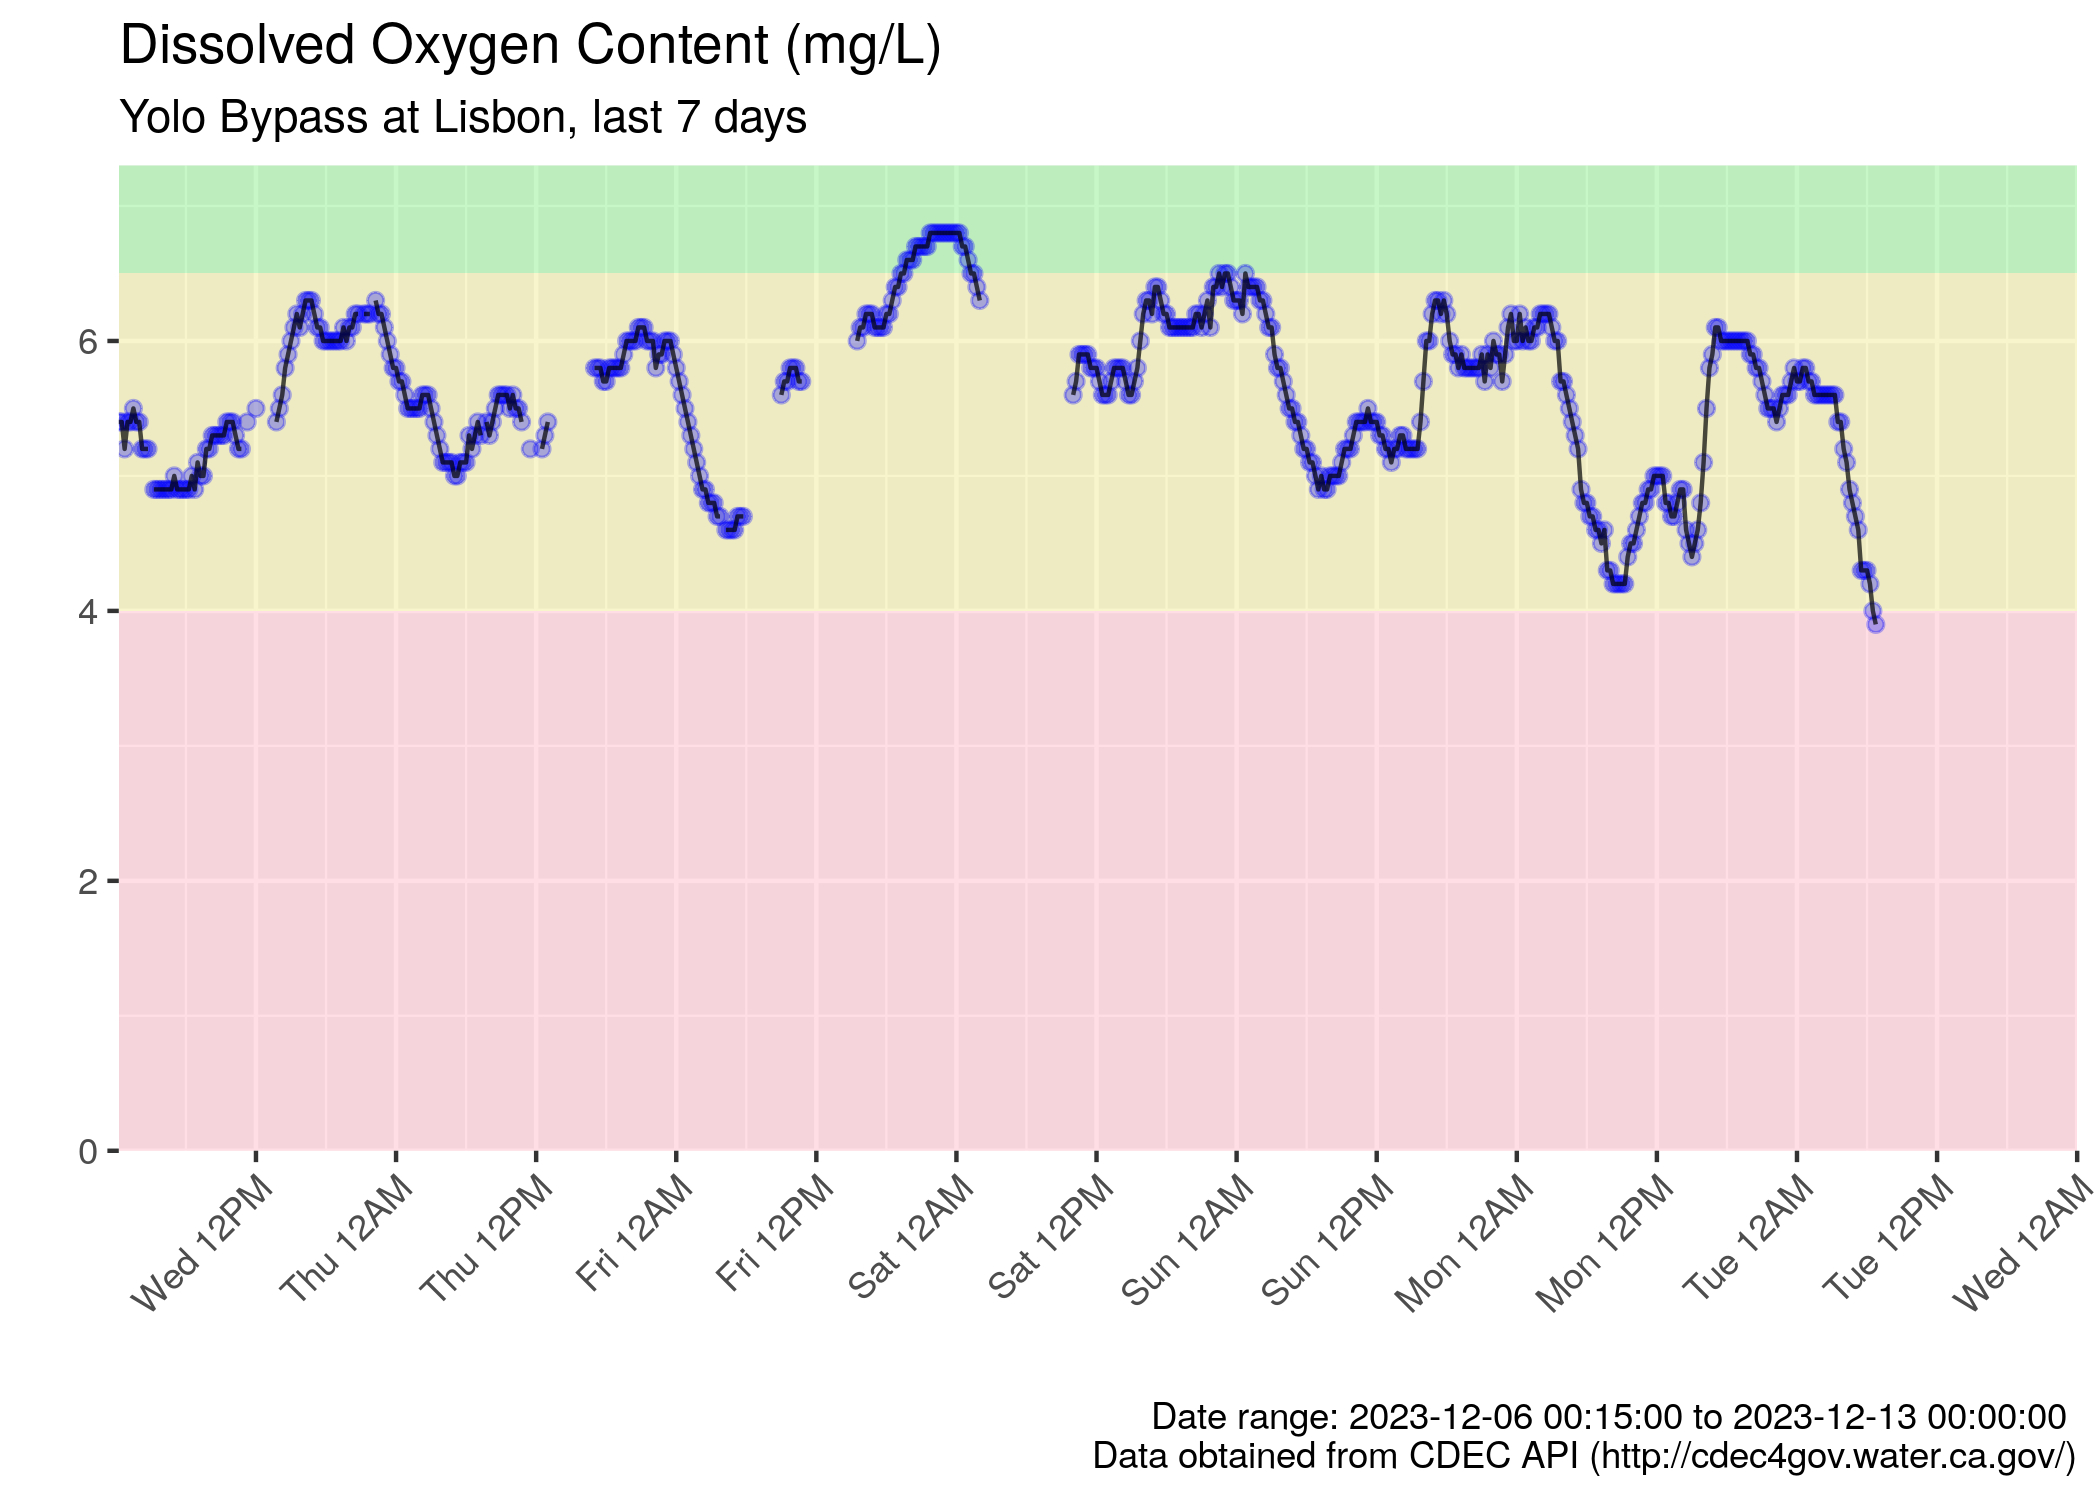 Dissolved Oxygen Content (mg/L)
Yolo Bypass at Lisbon, last 7 days
6
4
2
0
Wed 12PM
Thu 12AM
Thu 12PM
Fri 12AM
Fri 12PM
Sat 12AM
Sat 12PM
Sun 12AM
Sun 12PM
Mon 12AM
Mon 12PM
Tue 12AM
Tue 12PM
Wed 12AM
Date range: 2023-12-06 00:15:00 to 2023-12-13 00:00:00
Data obtained from CDEC API (http://cdec4gov.water.ca.gov/)